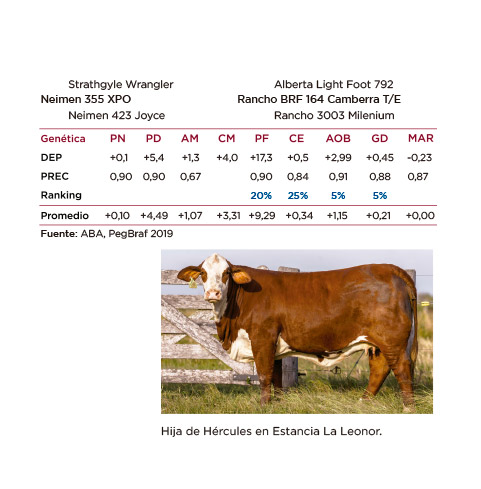 Strathgyle Wrangler Alberta Light Foot 792
Neimen 355 XPO Rancho BRF 164 Camberra T/E
Neimen 423 Joyce Rancho 3003 Milenium
Genética PN PD AM CM PF CE AOB GD MAR
DEP +0,1 +5,4 +1,3 +4,0 +17,3 +0,5 +2,99 +0,45 -0,23
PREC 0,90 0,90 0,67 0,90 0,84 0,91 0,88 0,87
Ranking 20% 25% 5% 5%
Promedio +0,10 +4,49 +1,07 +3,31 +9,29 +0,34 +1,15 +0,21 +0,00
Fuente: ABA, PegBraf 2019
Hija de Hércules en Estancia La Leonor.